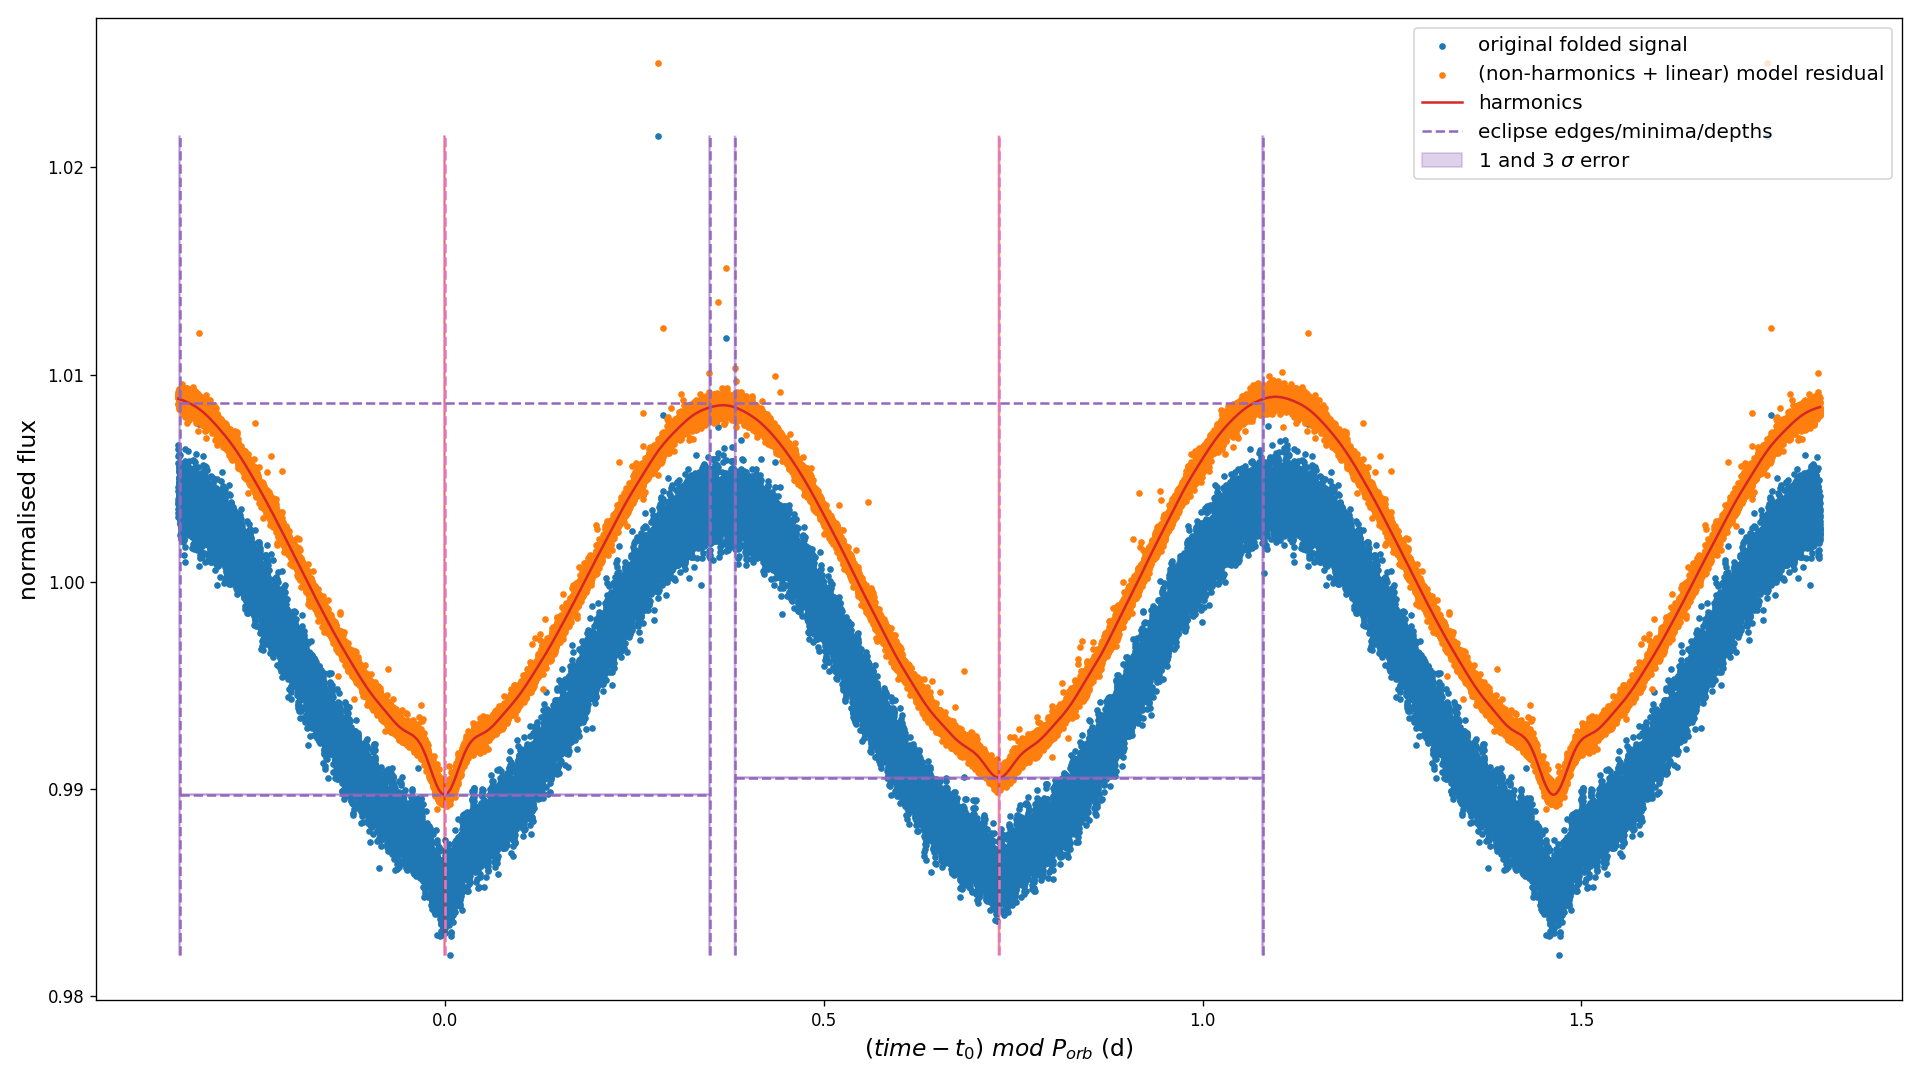 original folded signal
(non-harmonics + linear) model residual
harmonics
eclipse edges/minima/depths
1 and 3 σ error
normalised flux
1.02
1.01
1.00
0.99
0.98
0.0 0.5 1.0 1.5
(time − t₀) mod Pₒᵣb (d)